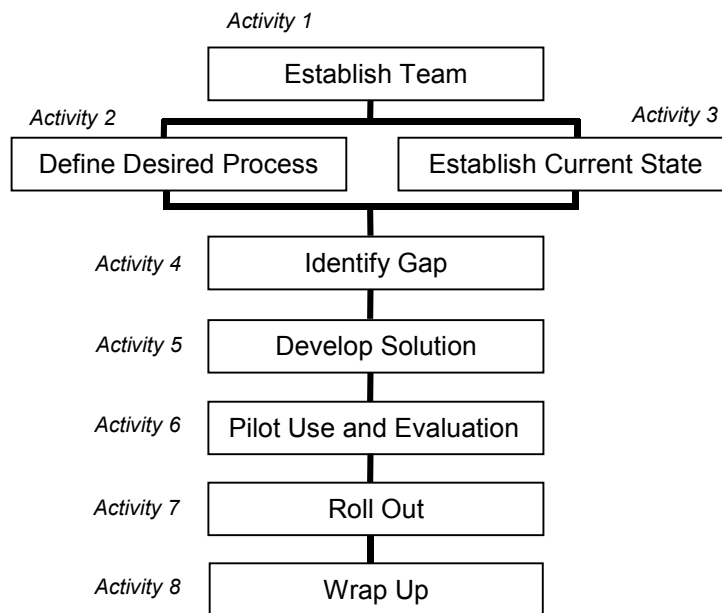 Activity 1
Establish Team
Activity 2
Activity 3
Define Desired Process
Establish Current State
Activity 4
Identify Gap
Activity 5
Develop Solution
Activity 6
Pilot Use and Evaluation
Activity 7
Roll Out
Activity 8
Wrap Up